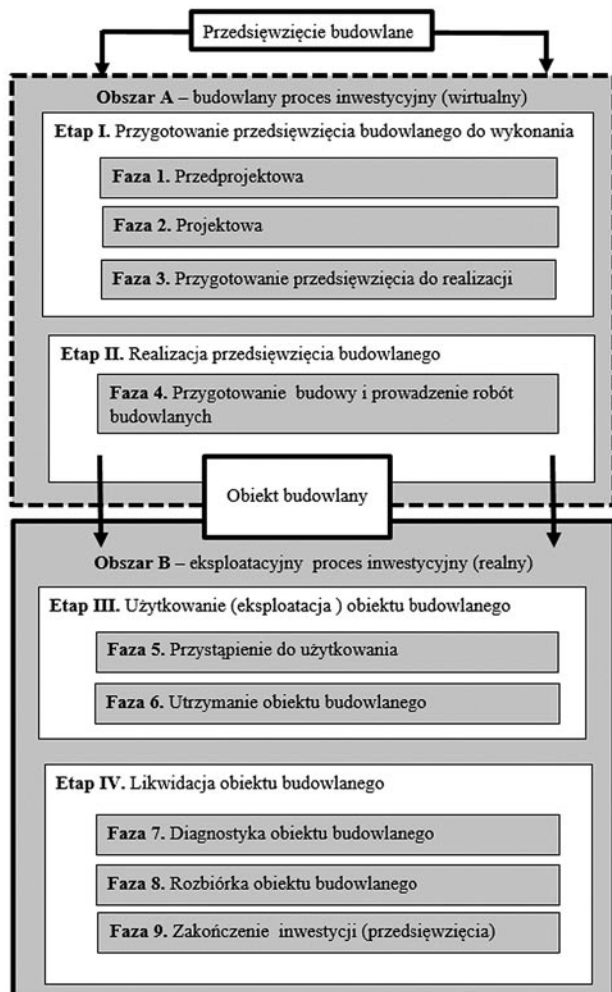 Przedsięwzięcie budowlane
Obszar A – budowlany proces inwestycyjny (wirtualny)
Etap I. Przygotowanie przedsięwzięcia budowlanego do wykonania
Faza 1. Przedprojektowa
Faza 2. Projektowa
Faza 3. Przygotowanie przedsięwzięcia do realizacji
Etap II. Realizacja przedsięwzięcia budowlanego
Faza 4. Przygotowanie budowy i prowadzenie robót
budowlanych
Obiekt budowlany
Obszar B – eksploatacyjny proces inwestycyjny (realny)
Etap III. Użytkowanie (eksploatacja ) obiektu budowlanego
Faza 5. Przystąpienie do użytkowania
Faza 6. Utrzymanie obiektu budowlanego
Etap IV. Likwidacja obiektu budowlanego
Faza 7. Diagnostyka obiektu budowlanego
Faza 8. Rozbiórka obiektu budowlanego
Faza 9. Zakończenie inwestycji (przedsięwzięcia)